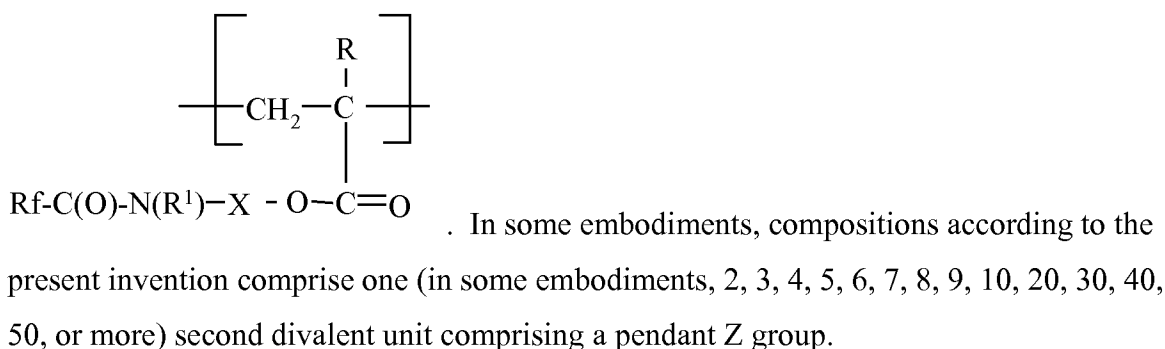 R
CH₂—C
Rf-C(O)-N(R¹)–X - O–C=O . In some embodiments, compositions according to the
present invention comprise one (in some embodiments, 2, 3, 4, 5, 6, 7, 8, 9, 10, 20, 30, 40,
50, or more) second divalent unit comprising a pendant Z group.